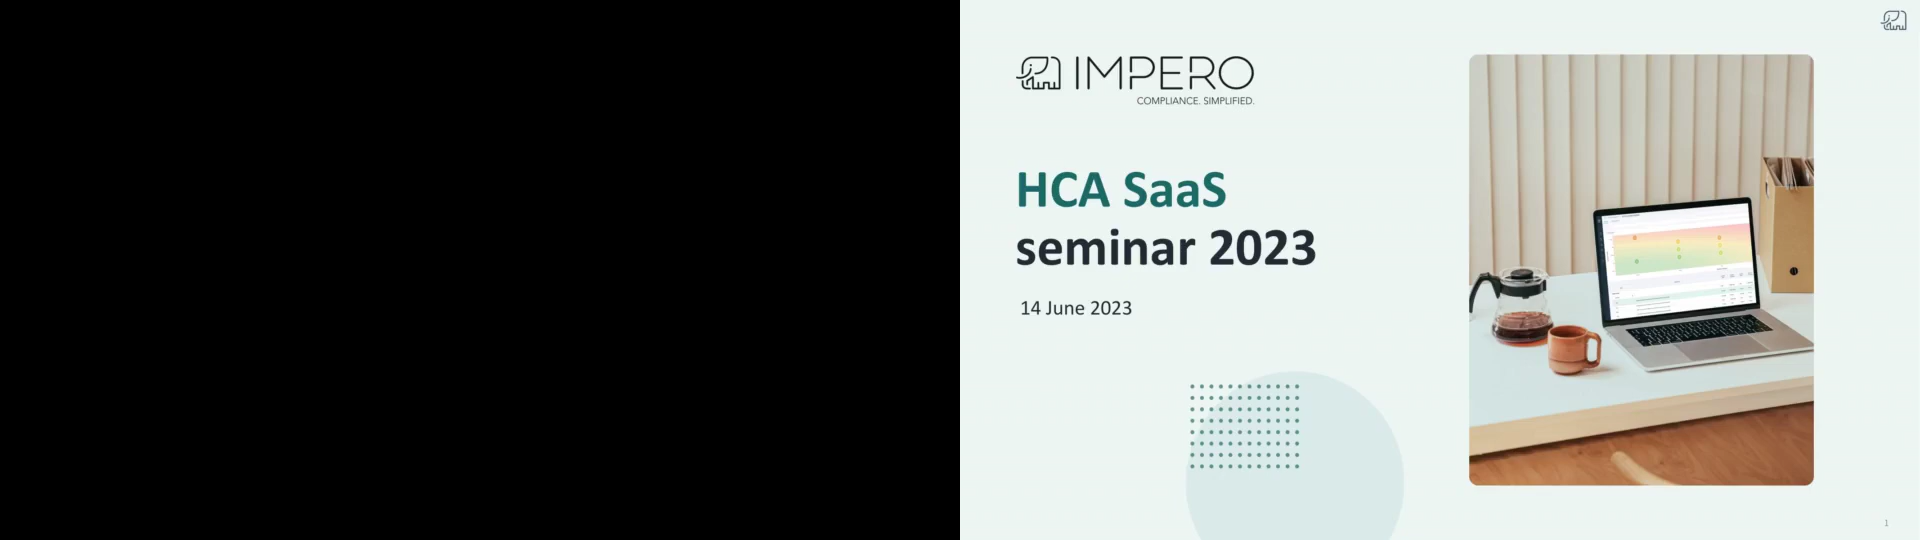 IMPERO
COMPLIANCE. SIMPLIFIED.
HCA SaaS
seminar 2023
14 June 2023
1